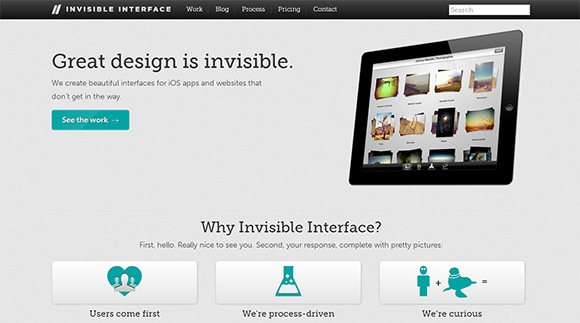 INVISIBLE INTERFACE Work Blog Process Pricing Contact Search
Great design is invisible.
We create beautiful interfaces for iOS apps and websites that
don't get in the way.
See the work →
Why Invisible Interface?
First, hello. Really nice to see you. Second, your response, complete with pretty pictures:
+ =
Users come first We're process-driven We're curious